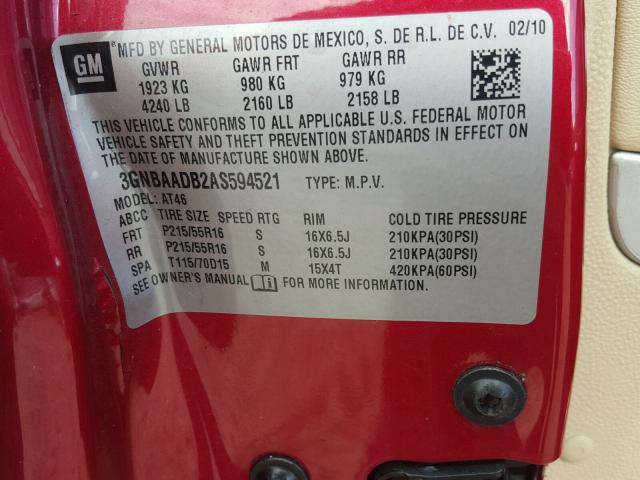 GM
MFD BY GENERAL MOTORS DE MEXICO, S. DE R.L. DE C.V. 02/10
GVWR GAWR FRT GAWR RR
1923 KG 980 KG 979 KG
4240 LB 2160 LB 2158 LB
THIS VEHICLE CONFORMS TO ALL APPLICABLE U.S. FEDERAL MOTOR
VEHICLE SAFETY AND THEFT PREVENTION STANDARDS IN EFFECT ON
THE DATE OF MANUFACTURE SHOWN ABOVE.
3GNBAADB2AS594521 TYPE: M.P.V.
MODEL: AT46
ABCC TIRE SIZE SPEED RTG RIM COLD TIRE PRESSURE
FRT P215/55R16 S 16X6.5J 210KPA(30PSI)
RR P215/55R16 S 16X6.5J 210KPA(30PSI)
SPA T115/70D15 M 15X4T 420KPA(60PSI)
SEE OWNER'S MANUAL FOR MORE INFORMATION.